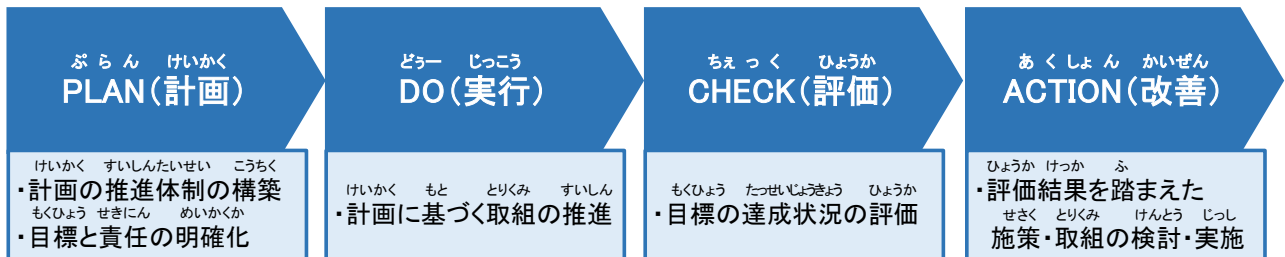 ぷらん けいかく
PLAN(計画)
・けいかく すいしんたいせい こうちく
・計画の推進体制の構築
もくひょう せきにん めいかくか
・目標と責任の明確化
どぅー じっこう
DO(実行)
けいかく もと とりくみ すいしん
・計画に基づく取組の推進
ちぇっく ひょうか
CHECK(評価)
もくひょう たっせいじょうきょう ひょうか
・目標の達成状況の評価
あくしょん かいぜん
ACTION(改善)
ひょうか けっか ふ
・評価結果を踏まえた
せさく とりくみ けんとう じっし
施策・取組の検討・実施